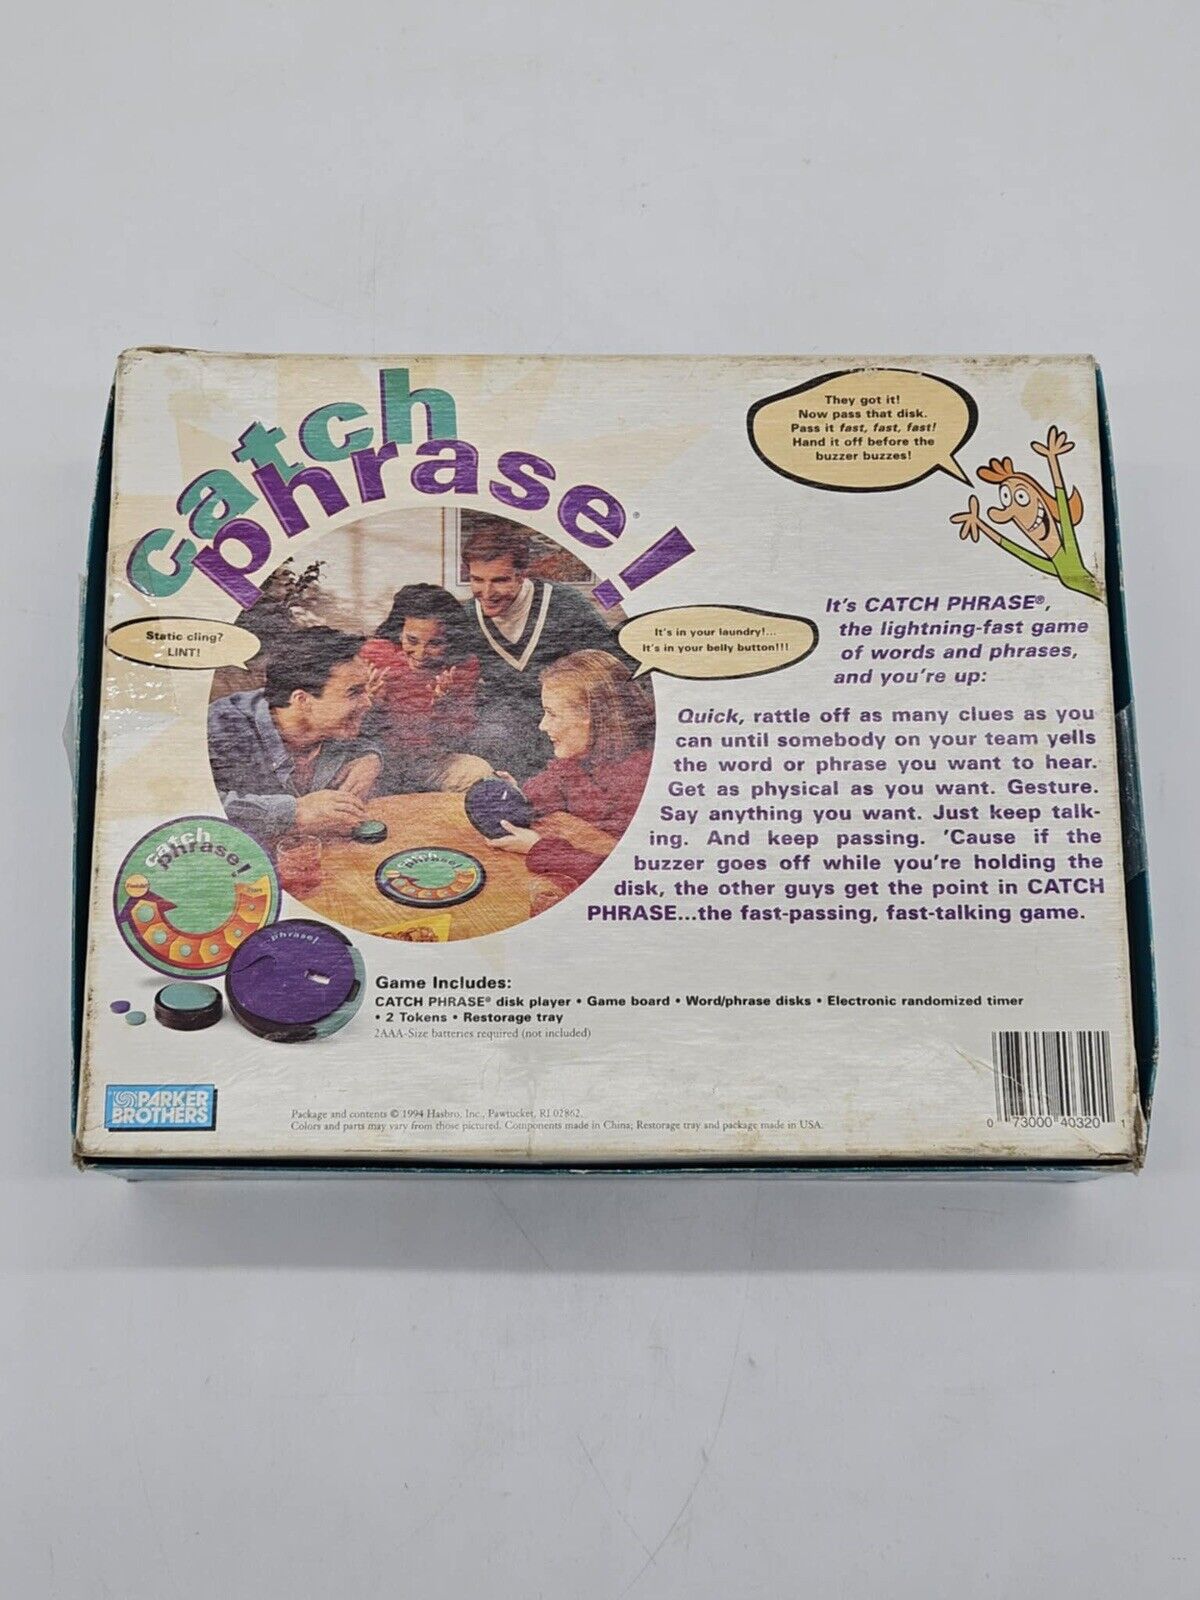 catch
phrase!
They got it!
Now pass that disk.
Pass it fast, fast, fast!
Hand it off before the
buzzer buzzes!
Static cling?
LINT!
It's in your laundry!...
It's in your belly button!!!
It's CATCH PHRASE®,
the lightning-fast game
of words and phrases,
and you're up:
Quick, rattle off as many clues as you
can until somebody on your team yells
the word or phrase you want to hear.
Get as physical as you want. Gesture.
Say anything you want. Just keep talk-
ing. And keep passing. 'Cause if the
buzzer goes off while you're holding the
disk, the other guys get the point in CATCH
PHRASE...the fast-passing, fast-talking game.
catch
phrase!
catch
phrase!
phrase!
Game Includes:
CATCH PHRASE® disk player • Game board • Word/phrase disks • Electronic randomized timer
• 2 Tokens • Restorage tray
2AAA-Size batteries required (not included)
PARKER
BROTHERS
Package and contents © 1994 Hasbro, Inc., Pawtucket, RI 02862.
Colors and parts may vary from those pictured. Components made in China; Restorage tray and package made in USA.
0 73000 40320 1